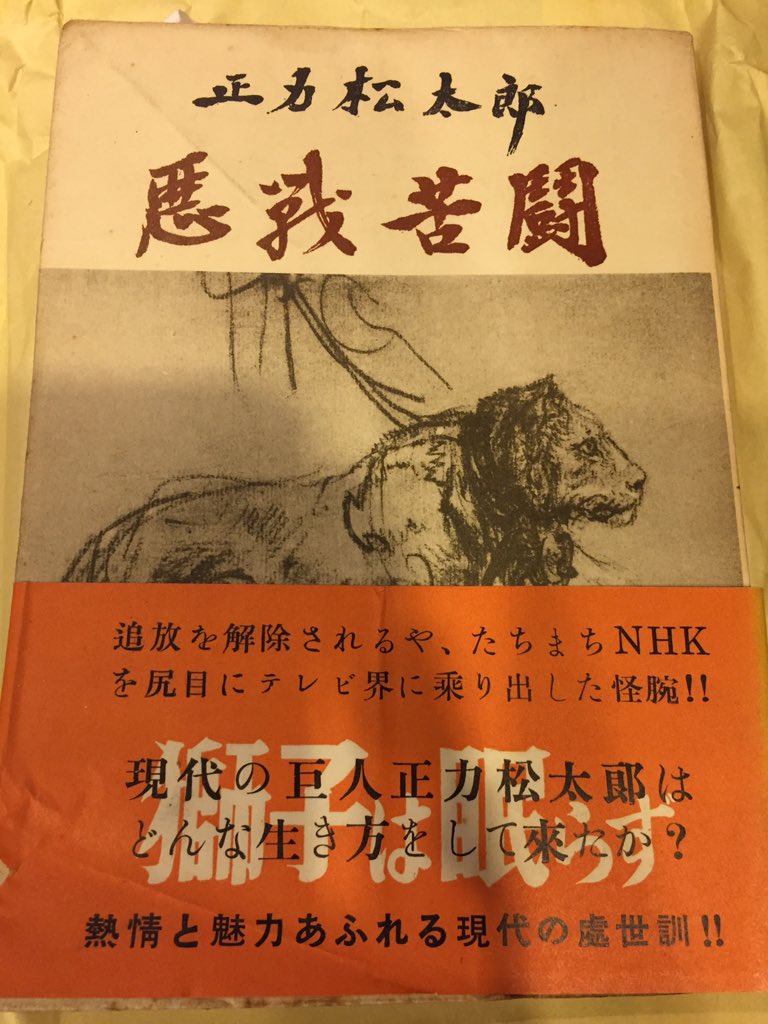 正力松太郎
悪戦苦闘
追放を解除されるや、たちまちNHK
を尻目にテレビ界に乗り出した怪腕!!
獅子は眠らず
現代の巨人正力松太郎は
どんな生き方をして來たか？
熱情と魅力あふれる現代の處世訓!!